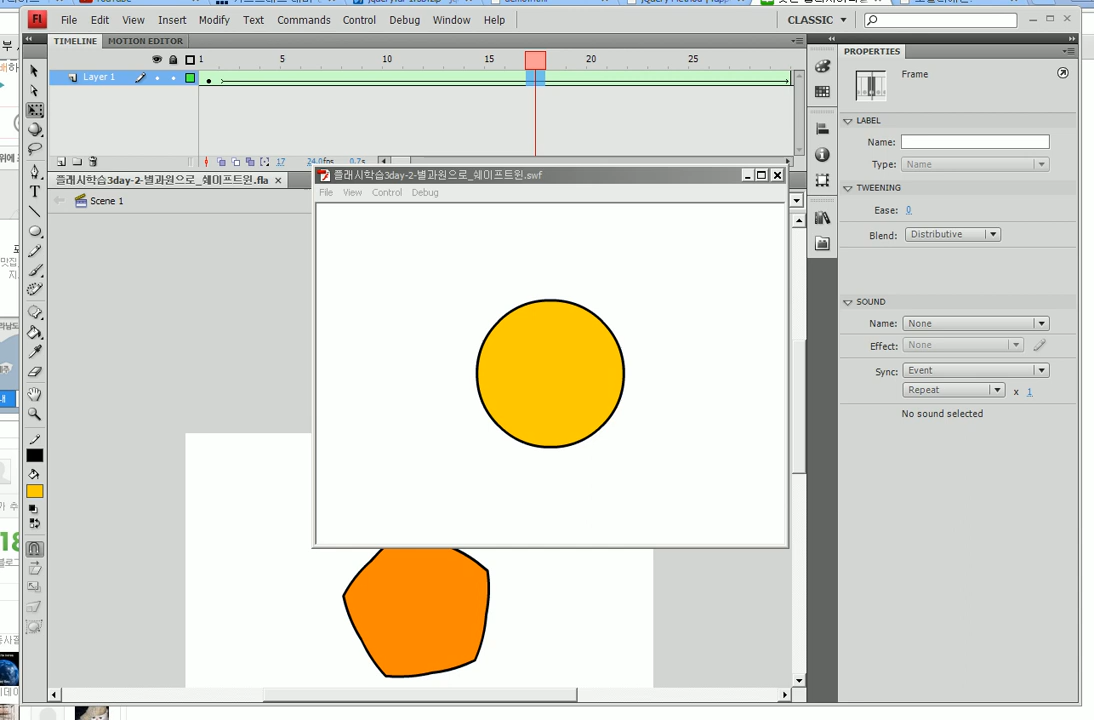 YouTube
jQuery Method
Fl
File Edit View Insert Modify Text Commands Control Debug Window Help
CLASSIC
TIMELINE MOTION EDITOR
PROPERTIES
1 5 10 15 20 25
Layer 1
Frame
LABEL
Name:
Type: Name
17 24.0fps 0.7s
플래시학습3day-2-별과원으로_쉐이프트윈.fla ×
플래시학습3day-2-별과원으로_쉐이프트윈.swf
TWEENING
File View Control Debug
Scene 1
Ease: 0
Blend: Distributive
SOUND
Name: None
Effect: None
Sync: Event
Repeat x 1
No sound selected
T
18